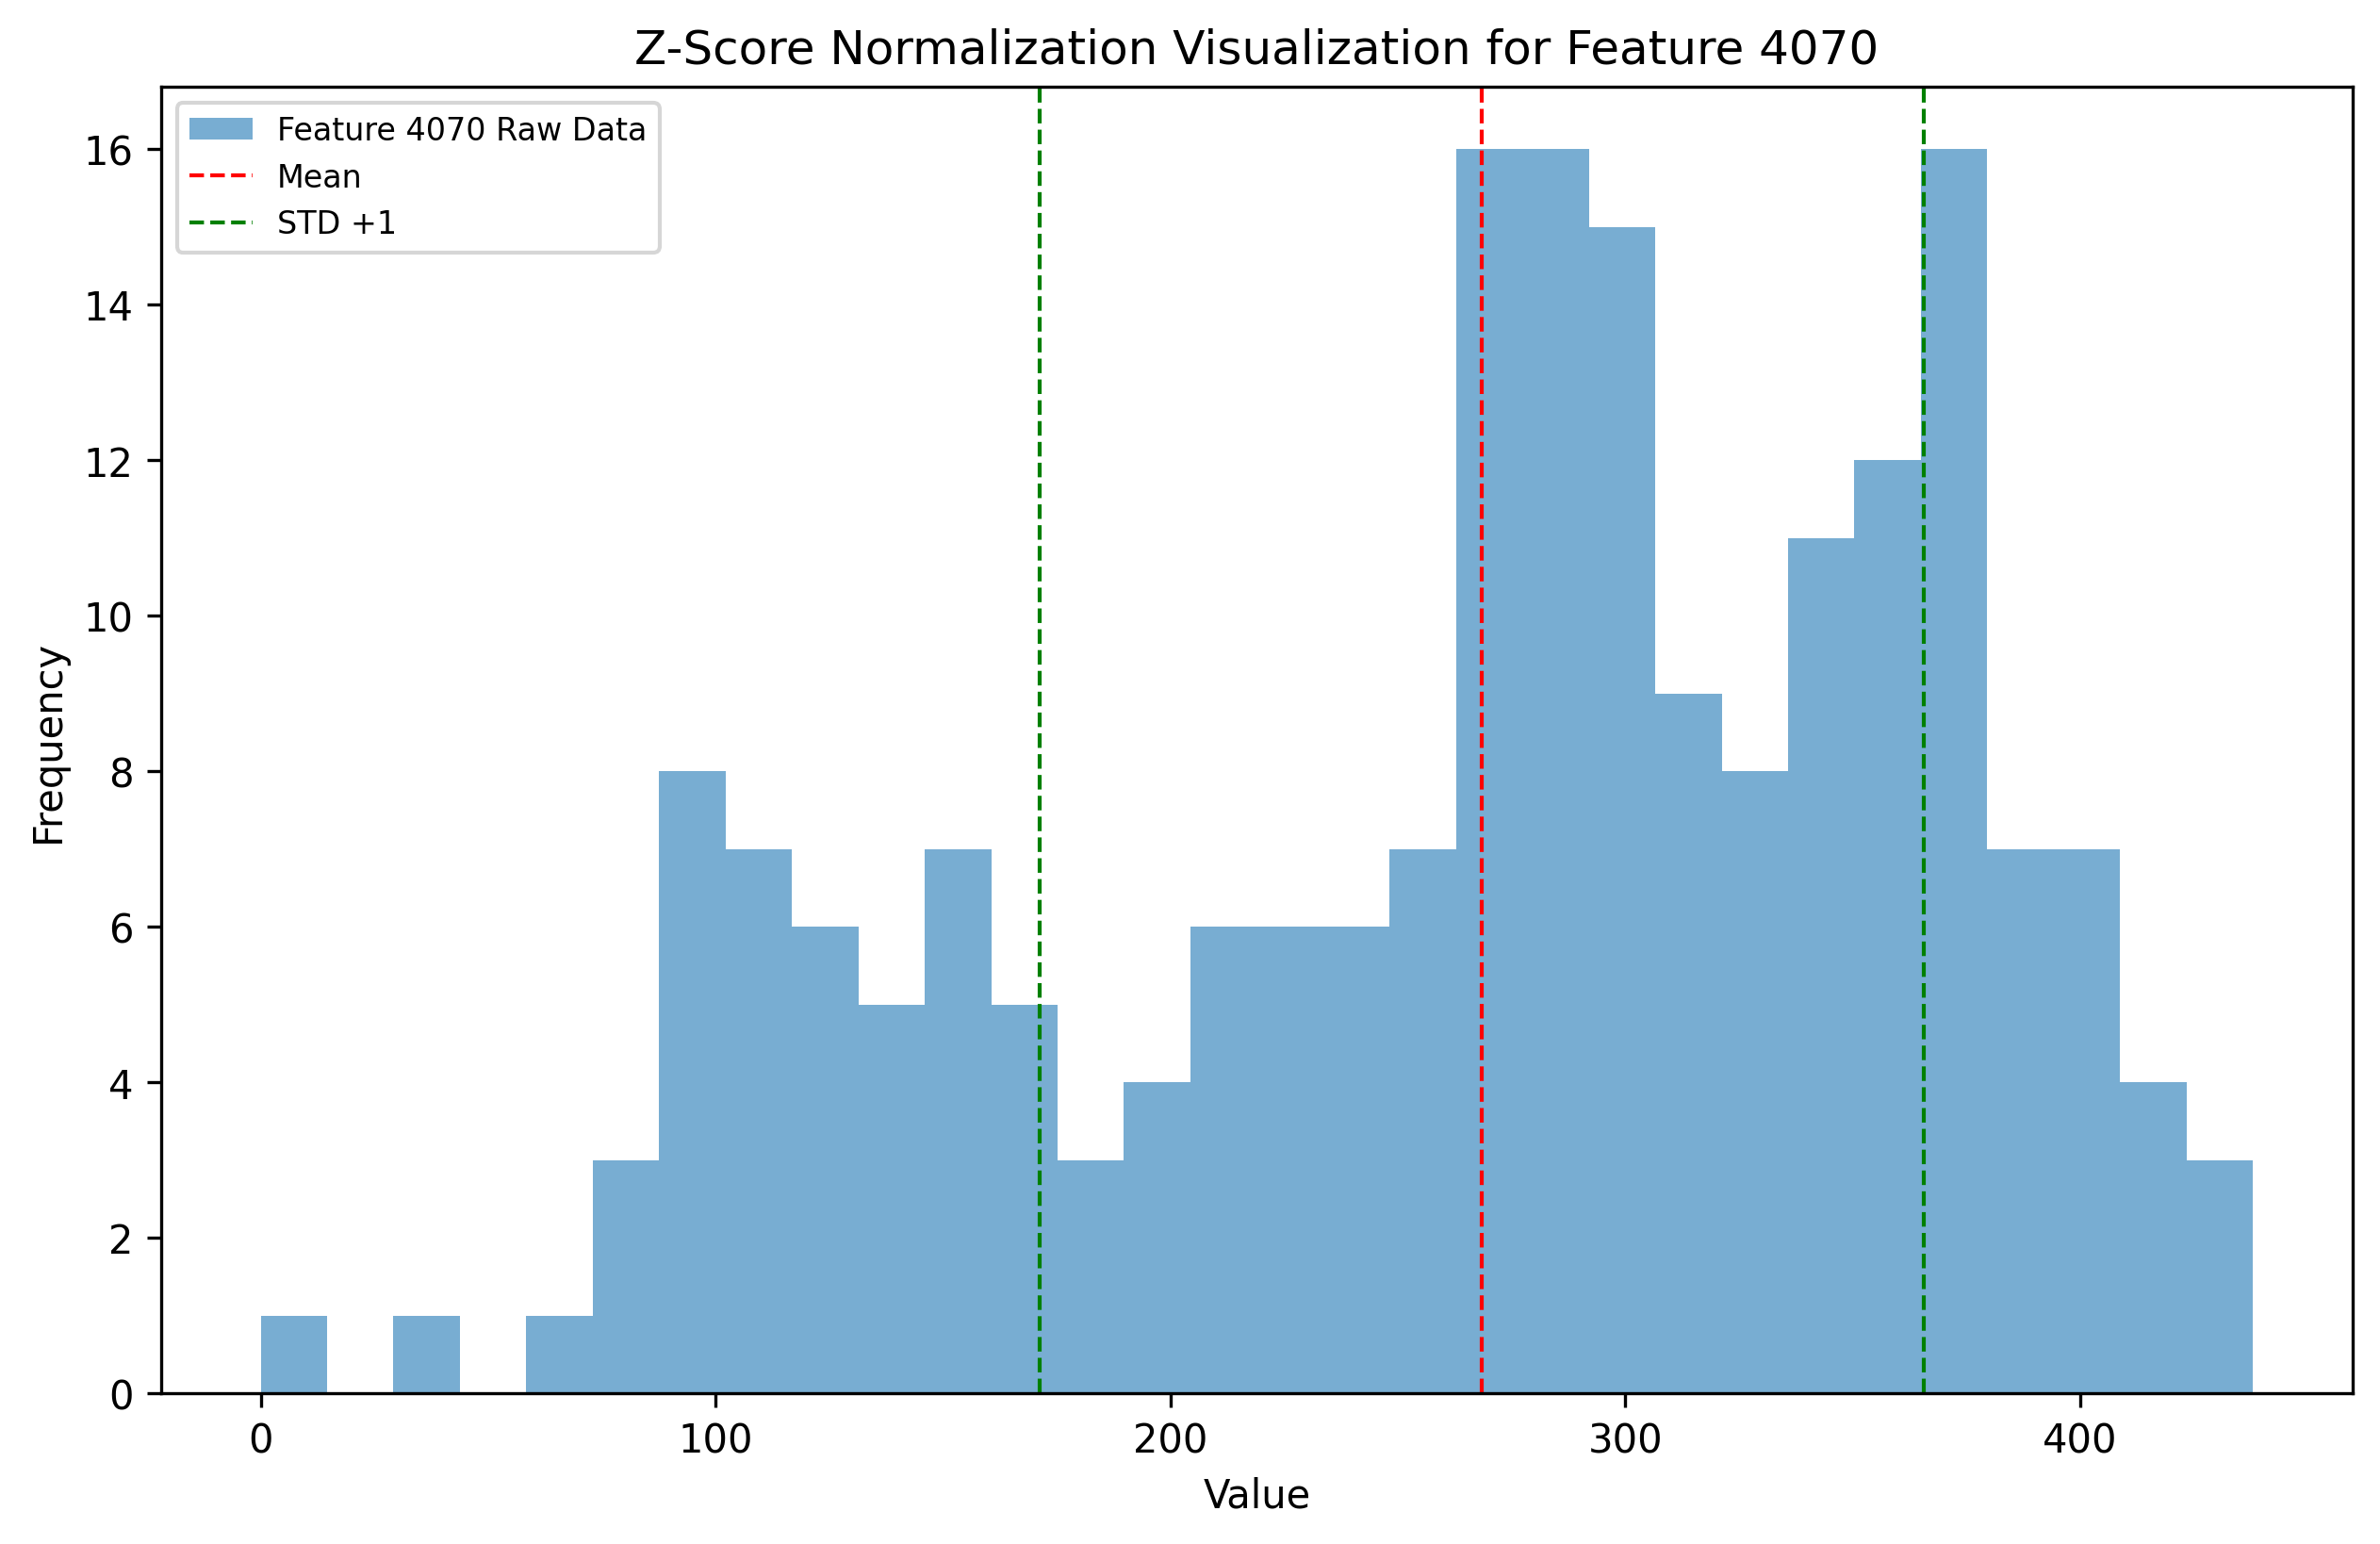 Z-Score Normalization Visualization for Feature 4070
Feature 4070 Raw Data
Mean
STD +1
16
14
12
10
8
6
4
2
0
Frequency
0 100 200 300 400
Value